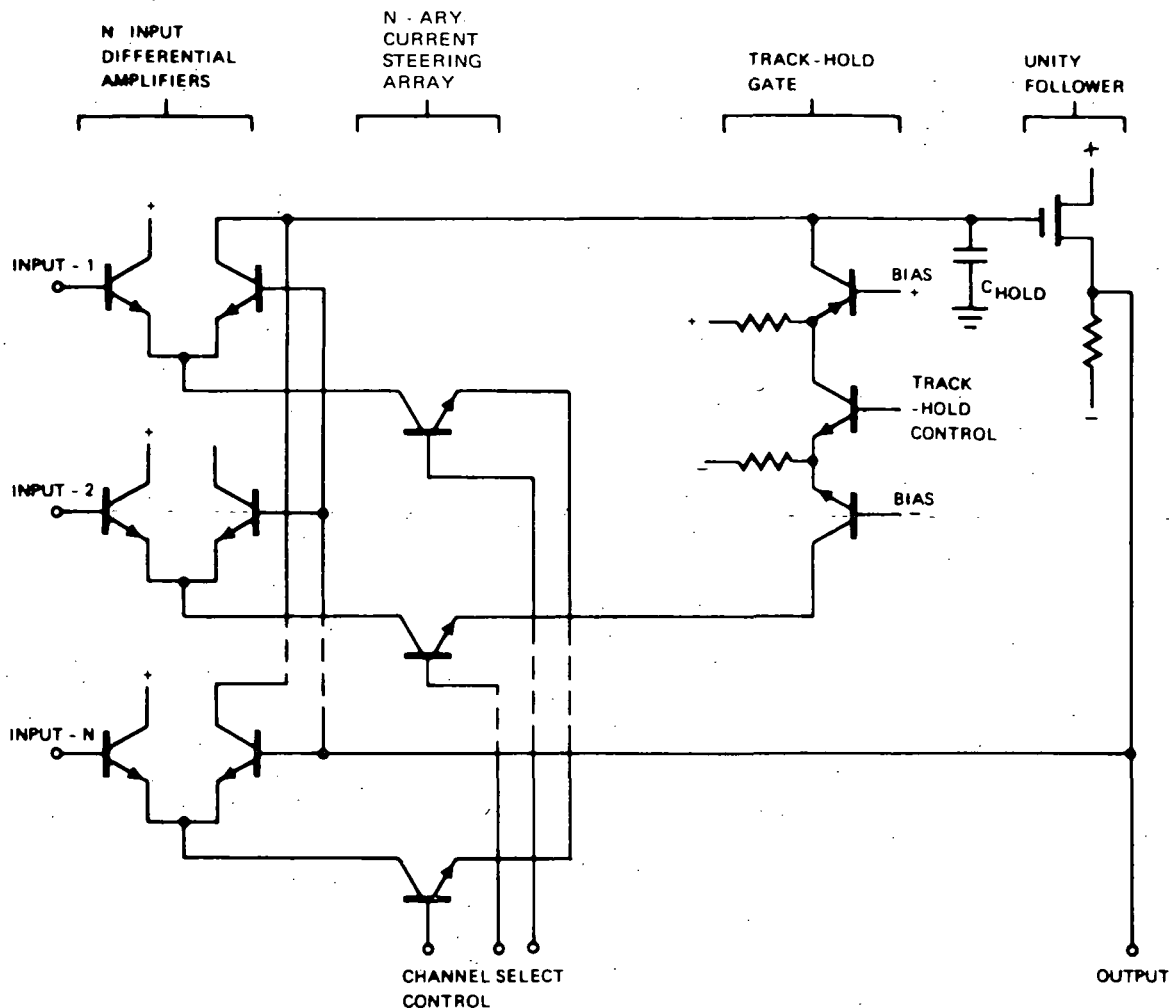 N INPUT
DIFFERENTIAL
AMPLIFIERS
N - ARY
CURRENT
STEERING
ARRAY
TRACK-HOLD
GATE
UNITY
FOLLOWER
+
+
INPUT - 1
BIAS
+
CHOLD
+
TRACK
-HOLD
CONTROL
−
+
INPUT - 2
−
BIAS
−
+
INPUT - N
CHANNEL SELECT
CONTROL
OUTPUT